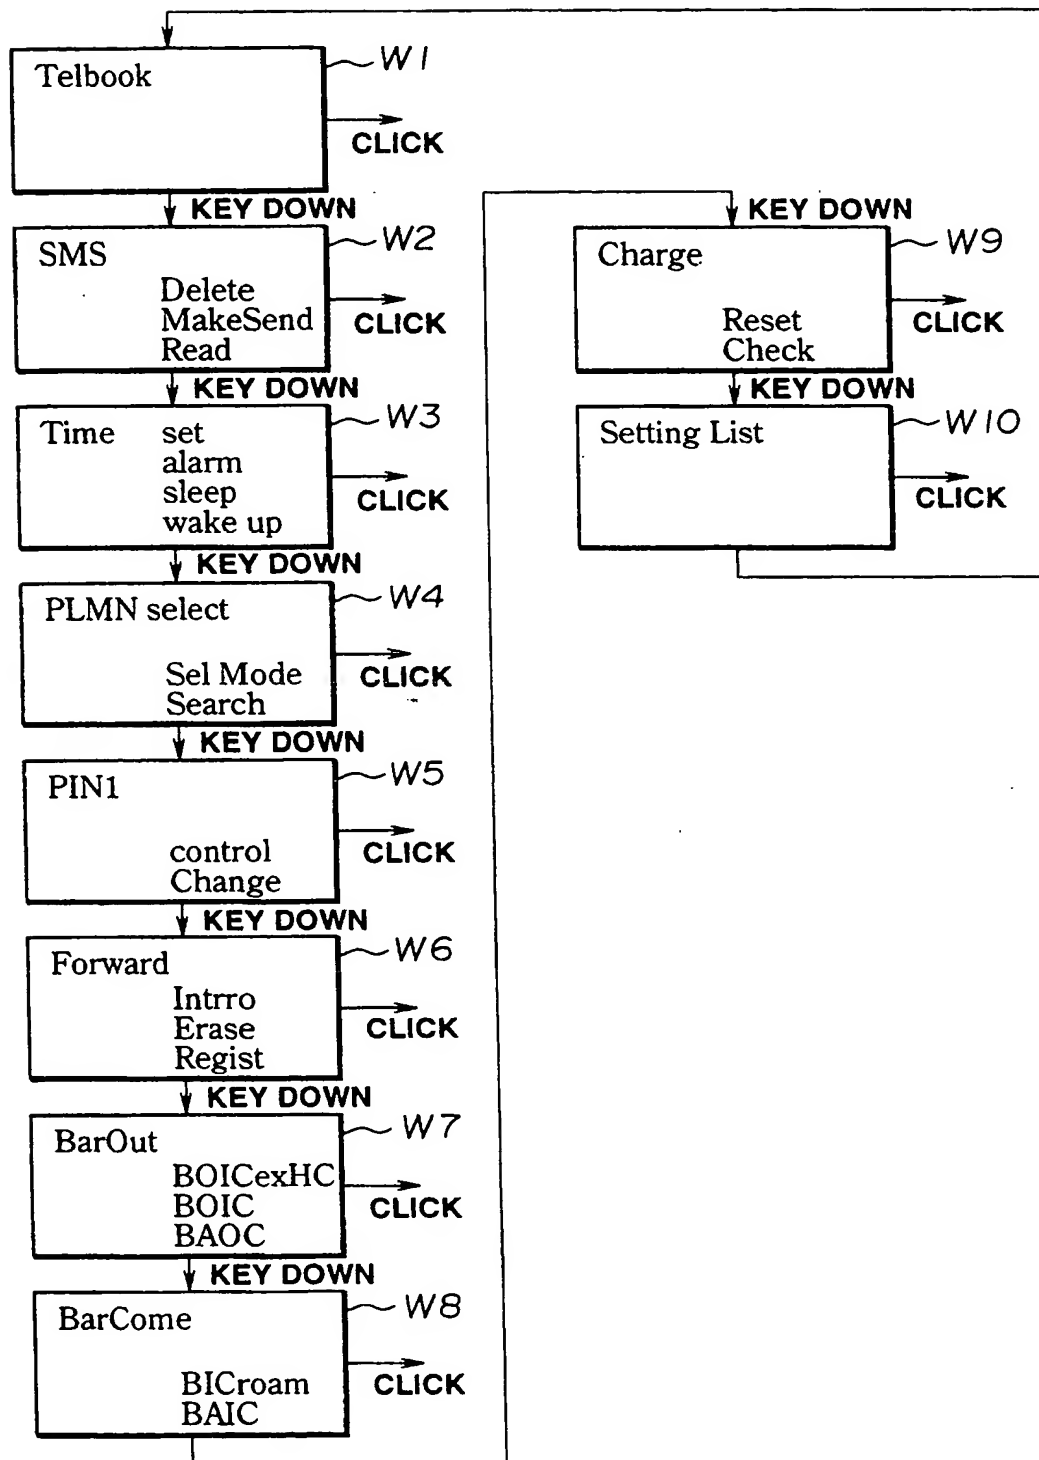 Telbook
W1
CLICK
KEY DOWN
SMS
W2
Delete
MakeSend
Read
CLICK
KEY DOWN
Time set
alarm
sleep
wake up
W3
CLICK
KEY DOWN
PLMN select
W4
Sel Mode
Search
CLICK
KEY DOWN
PIN1
W5
control
Change
CLICK
KEY DOWN
Forward
W6
Intrro
Erase
Regist
CLICK
KEY DOWN
BarOut
W7
BOICexHC
BOIC
BAOC
CLICK
KEY DOWN
BarCome
W8
BICroam
BAIC
CLICK
KEY DOWN
Charge
W9
Reset
Check
CLICK
KEY DOWN
Setting List
W10
CLICK